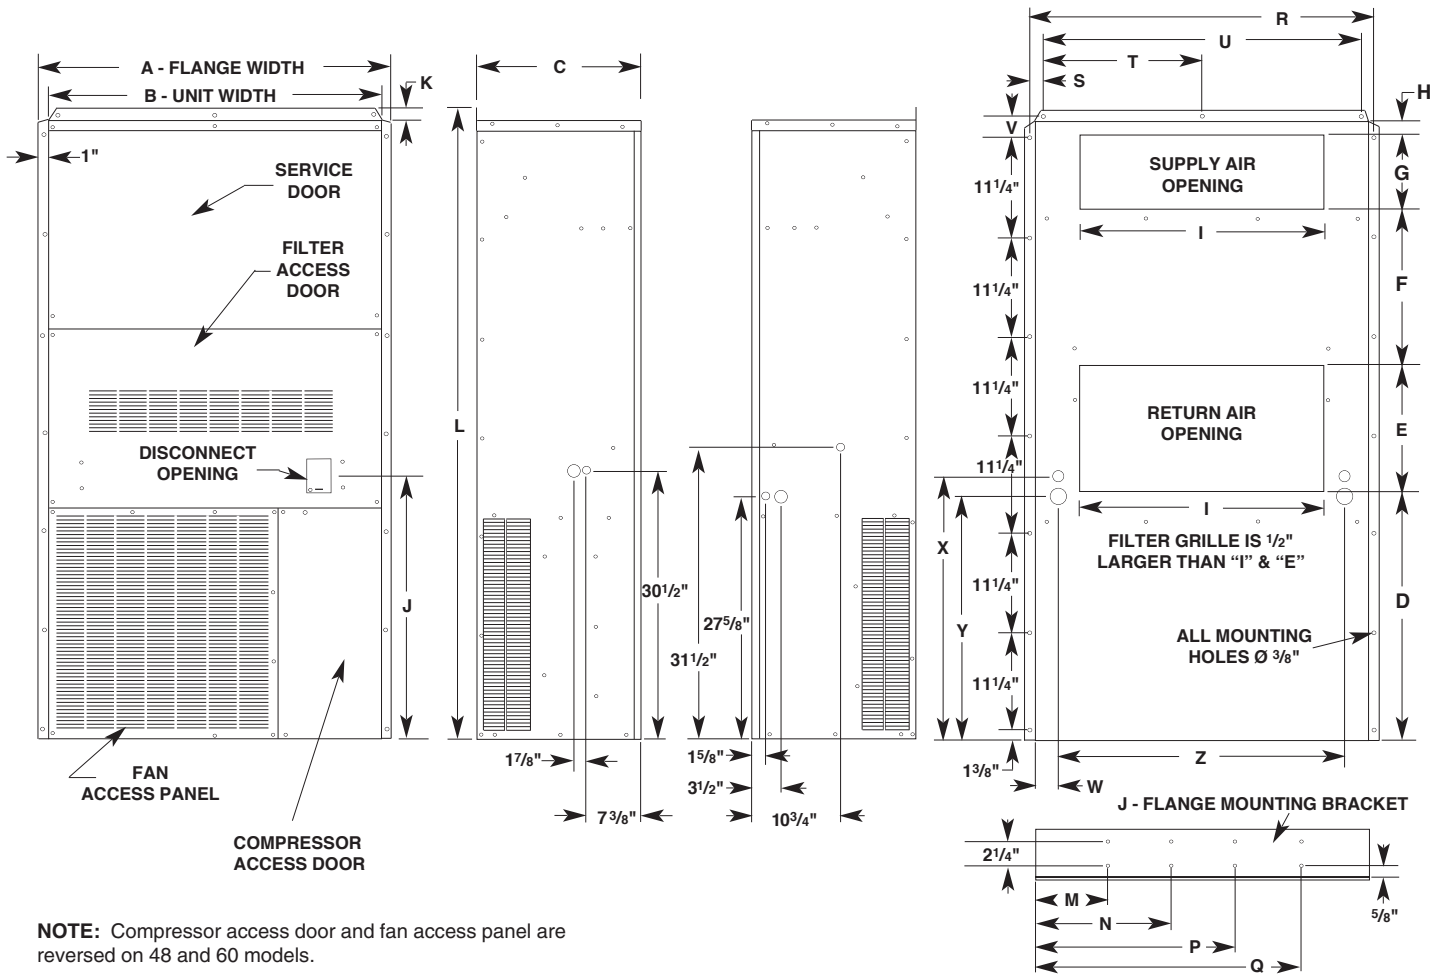 A - FLANGE WIDTH
B - UNIT WIDTH
K
1"
SERVICE
DOOR
FILTER
ACCESS
DOOR
DISCONNECT
OPENING
J
FAN
ACCESS PANEL
COMPRESSOR
ACCESS DOOR
C
L
30 1/2"
1 7/8"
7 3/8"
31 1/2"
27 5/8"
1 5/8"
3 1/2"
10 3/4"
R
U
T
S
H
V
SUPPLY AIR
OPENING
G
11 1/4"
I
F
11 1/4"
11 1/4"
RETURN AIR
OPENING
E
11 1/4"
I
X
FILTER GRILLE IS 1/2"
LARGER THAN “I” & “E”
11 1/4"
D
Y
ALL MOUNTING
HOLES Ø 3/8"
11 1/4"
1 3/8"
Z
W
J - FLANGE MOUNTING BRACKET
2 1/4"
M
5/8"
N
P
Q
NOTE: Compressor access door and fan access panel are
reversed on 48 and 60 models.